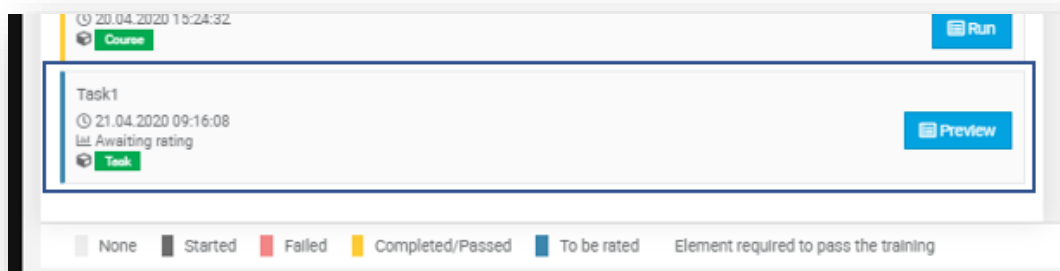 20.04.2020 15:24:32
Course
Run
Task1
21.04.2020 09:16:08
Awaiting rating
Task
Preview
None Started Failed Completed/Passed To be rated Element required to pass the training